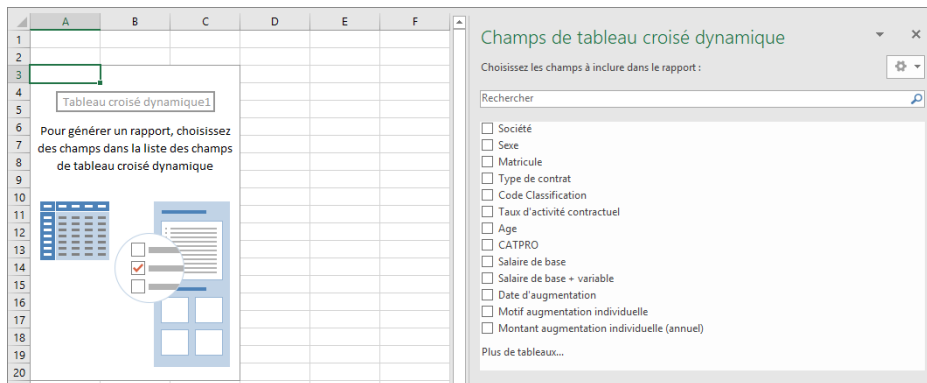 A B C D E F
1
2
3
4
5
6
7
8
9
10
11
12
13
14
15
16
17
18
19
20
Tableau croisé dynamique1
Pour générer un rapport, choisissez
des champs dans la liste des champs
de tableau croisé dynamique
Champs de tableau croisé dynamique
Choisissez les champs à inclure dans le rapport :
Rechercher
Société
Sexe
Matricule
Type de contrat
Code Classification
Taux d'activité contractuel
Age
CATPRO
Salaire de base
Salaire de base + variable
Date d'augmentation
Motif augmentation individuelle
Montant augmentation individuelle (annuel)
Plus de tableaux...